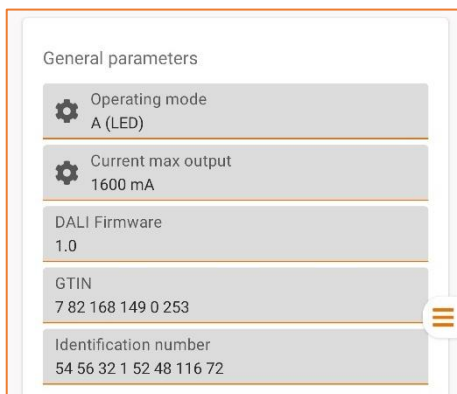 General parameters
Operating mode
A (LED)
Current max output
1600 mA
DALI Firmware
1.0
GTIN
7 82 168 149 0 253
Identification number
54 56 32 1 52 48 116 72